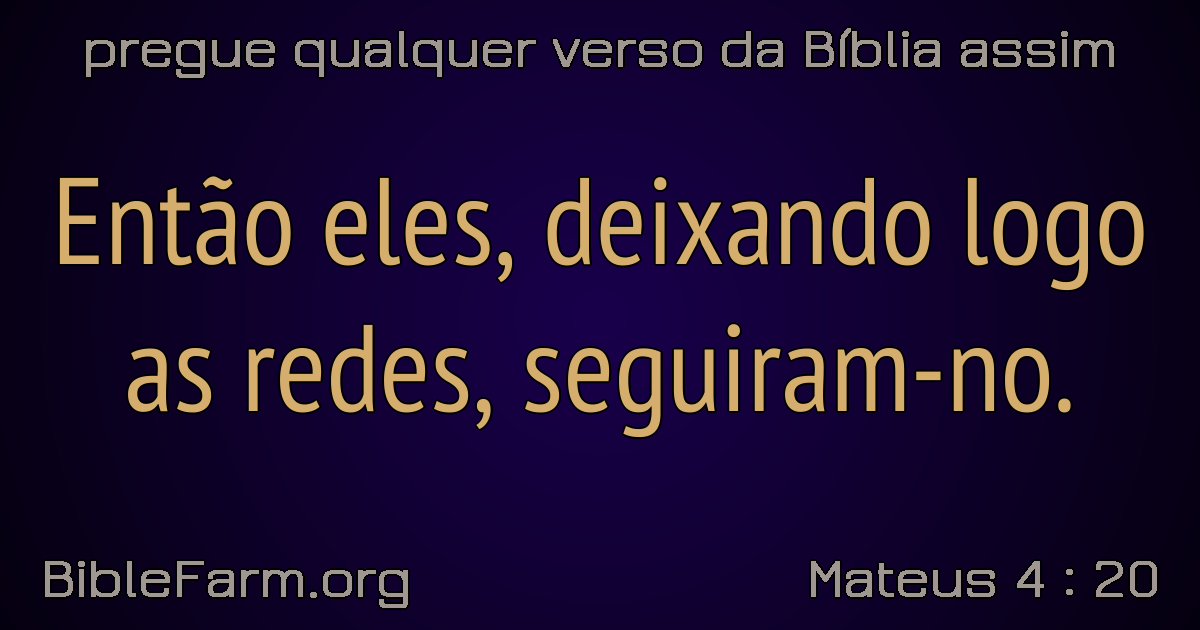 pregue qualquer verso da Bíblia assim
Então eles, deixando logo
as redes, seguiram-no.
BibleFarm.org
Mateus 4 : 20